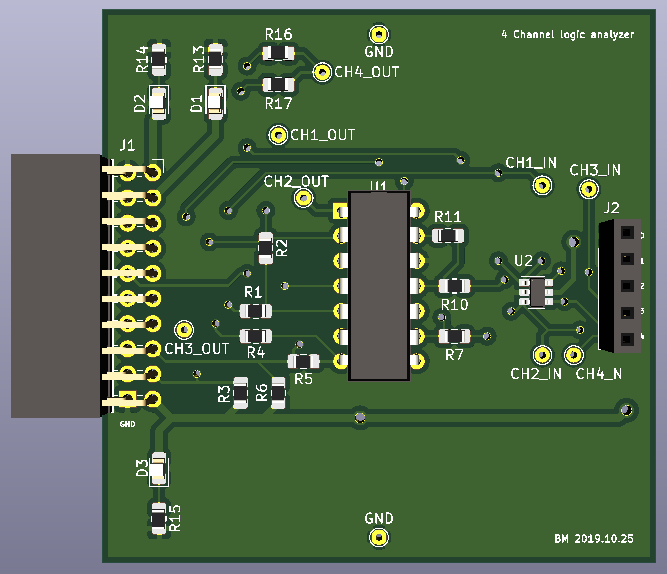 4 Channel logic analyzer
R16
GND
R14
R13
CH4_OUT
R17
D2
D1
CH1_OUT
J1
CH1_IN
CH3_IN
CH2_OUT
U1
J2
R11
R2
U2
R1
R10
R4
R7
CH3_OUT
R5
CH2_IN
CH4_N
R3
R6
GND
D3
R15
GND
BM 2019.10.25